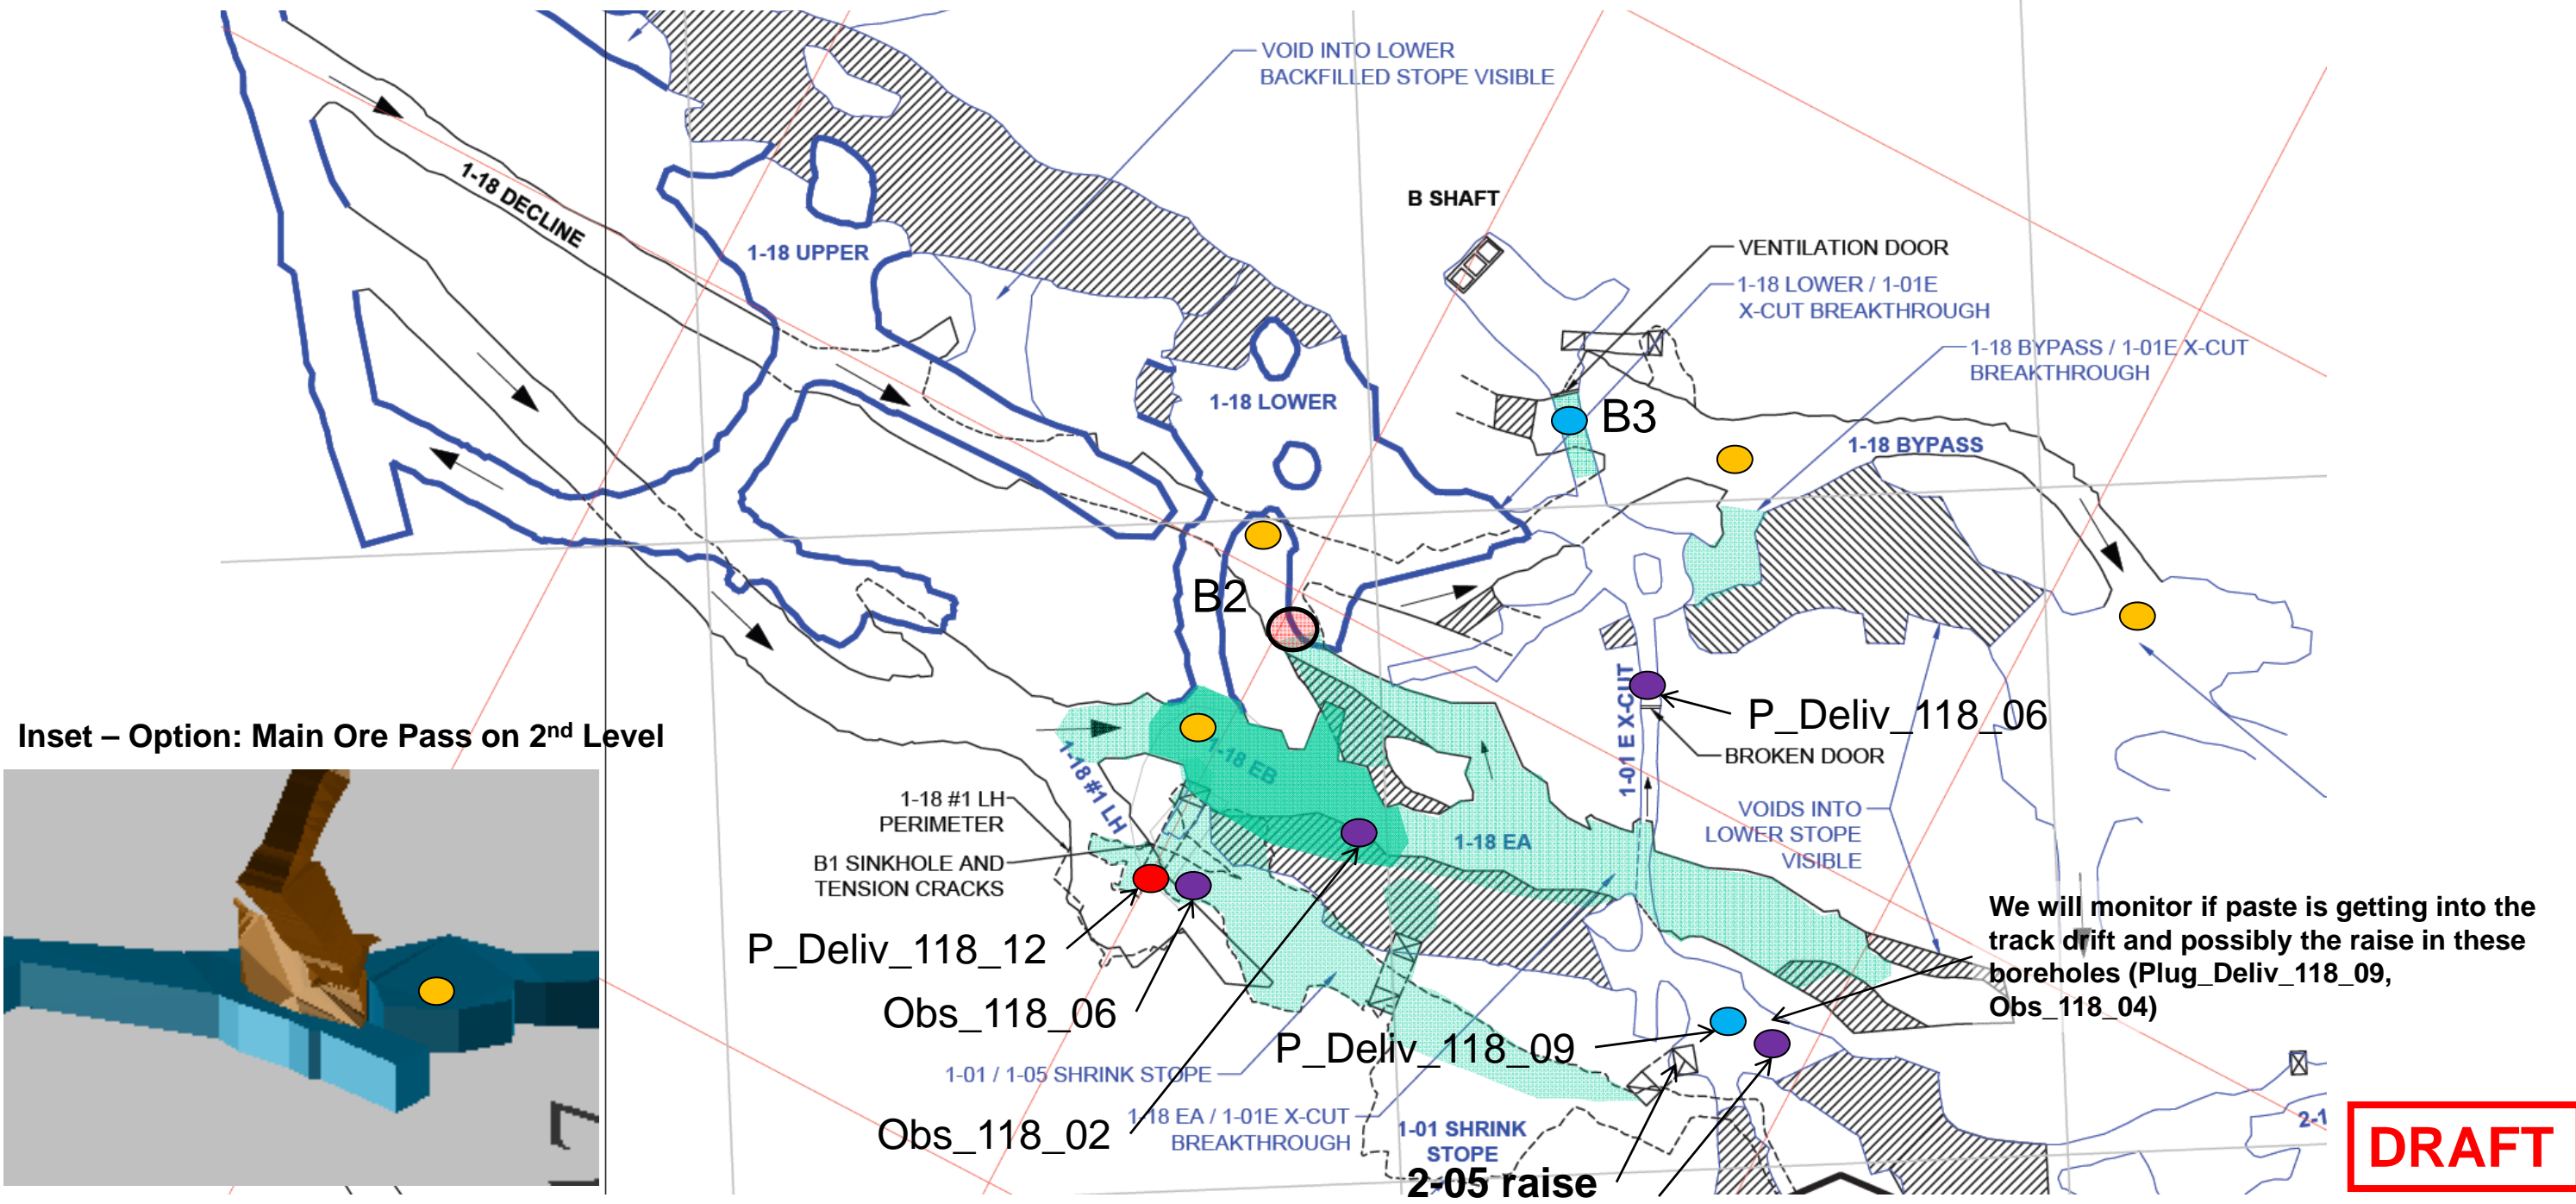 VOID INTO LOWER
BACKFILLED STOPE VISIBLE
1-18 DECLINE
B SHAFT
1-18 UPPER
VENTILATION DOOR
1-18 LOWER / 1-01E
X-CUT BREAKTHROUGH
1-18 BYPASS / 1-01E X-CUT
BREAKTHROUGH
1-18 LOWER
B3
1-18 BYPASS
B2
1-01 E X-CUT
P_Deliv_118_06
BROKEN DOOR
Inset – Option: Main Ore Pass on 2nd Level
1-18 EB
1-18 #1 LH
1-18 #1 LH
PERIMETER
B1 SINKHOLE AND
TENSION CRACKS
1-18 EA
VOIDS INTO
LOWER STOPE
VISIBLE
We will monitor if paste is getting into the
track drift and possibly the raise in these
boreholes (Plug_Deliv_118_09,
Obs_118_04)
P_Deliv_118_12
Obs_118_06
P_Deliv_118_09
1-01 / 1-05 SHRINK STOPE
Obs_118_02
1-18 EA / 1-01E X-CUT
BREAKTHROUGH
1-01 SHRINK
STOPE
2-05 raise
2-1
DRAFT